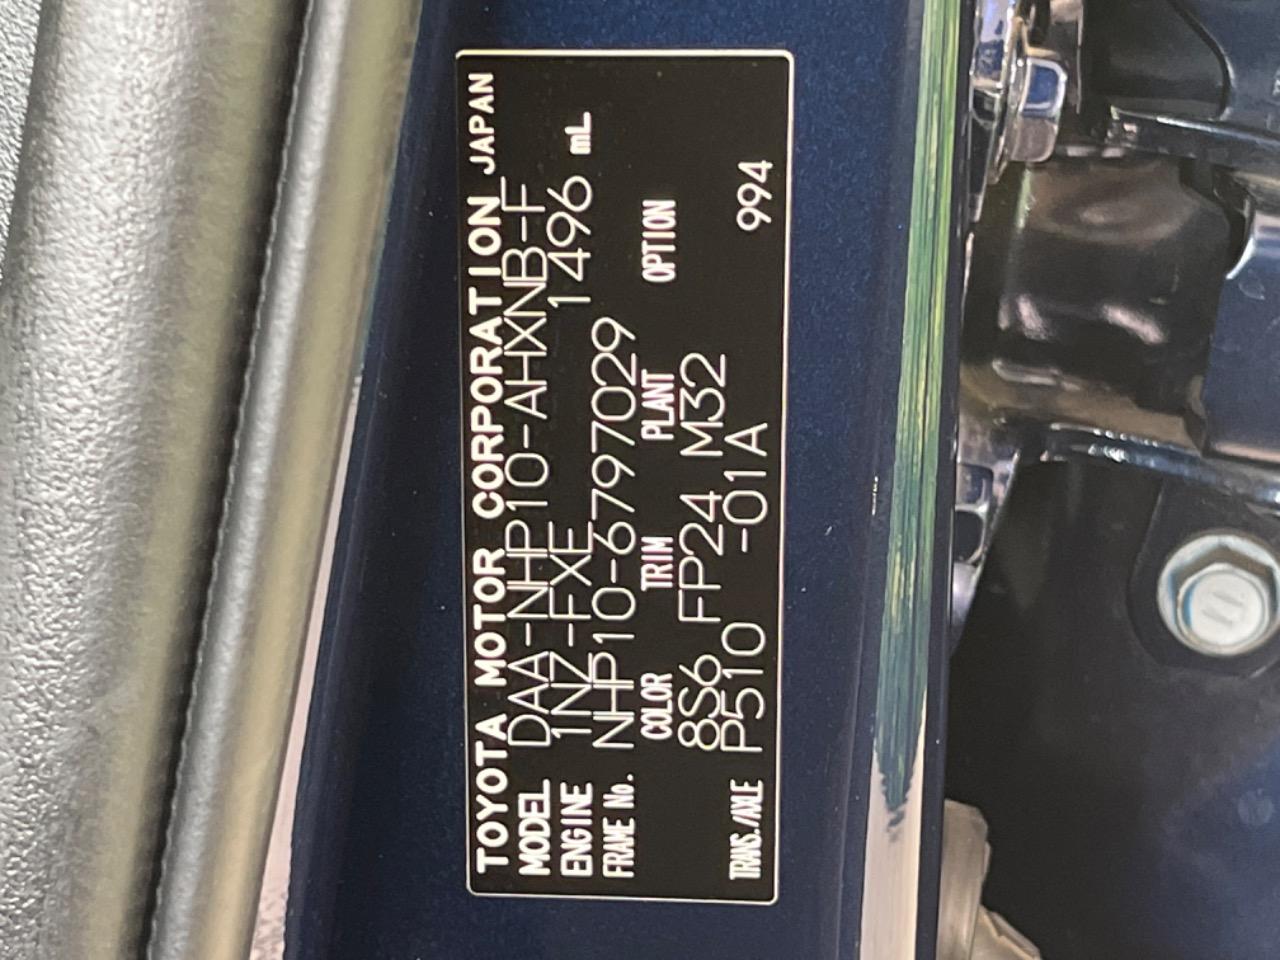 TOYOTA MOTOR CORPORATION JAPAN
MODEL DAA-NHP10-AHXNB-F
ENGINE 1NZ-FXE 1496 mL
FRAME No. NHP10-6797029
COLOR TRIM PLANT OPTION
8S6 FP24 M32
TRANS./AXLE P510 -01A 994